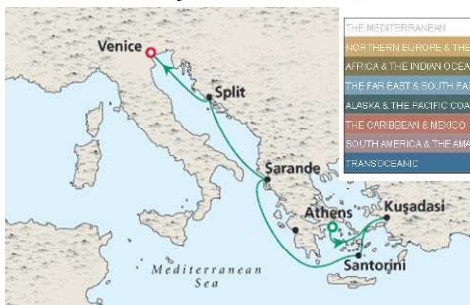 Venice
Split
Sarande
Athens
Kuşadasi
Santorini
Mediterranean
Sea
THE MEDITERRANEAN
NORTHERN EUROPE & THE
AFRICA & THE INDIAN OCEA
THE FAR EAST & SOUTH PA
ALASKA & THE PACIFIC COA
THE CARIBBEAN & MEXICO
SOUTH AMERICA & THE AMA
TRANSOCEANIC